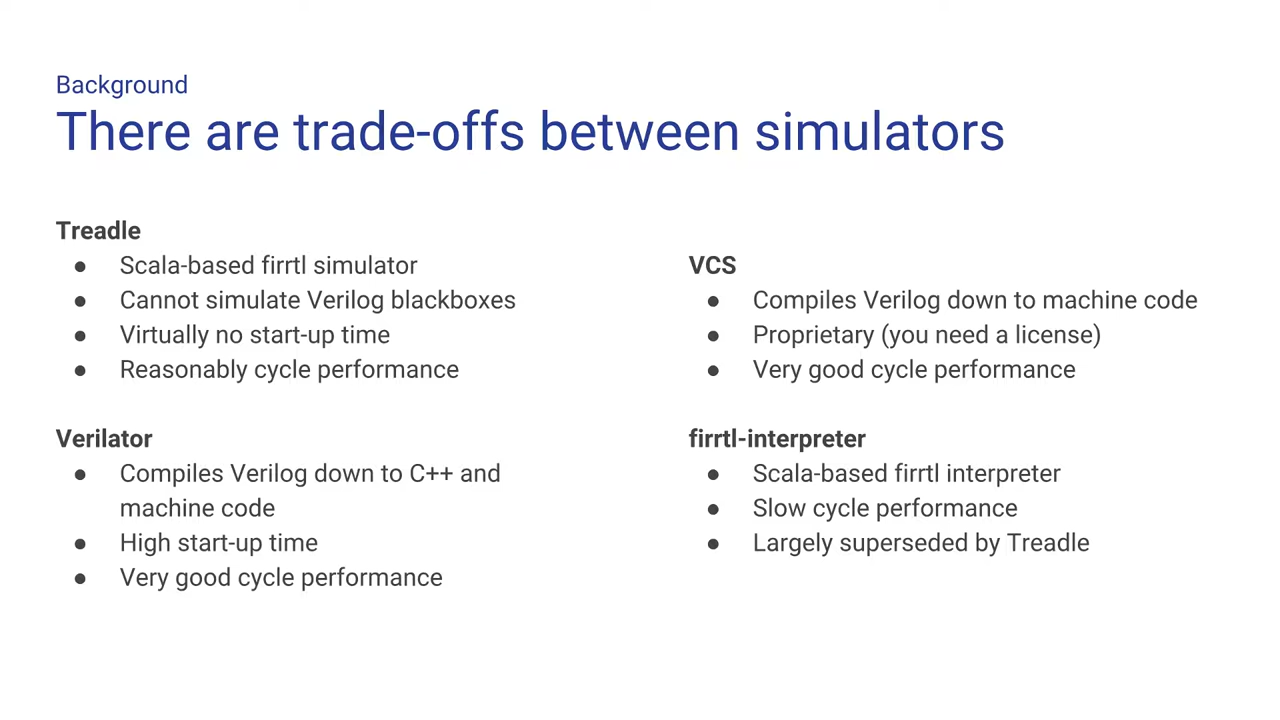 Background
There are trade-offs between simulators
Treadle
● Scala-based firrtl simulator
● Cannot simulate Verilog blackboxes
● Virtually no start-up time
● Reasonably cycle performance
Verilator
● Compiles Verilog down to C++ and
machine code
● High start-up time
● Very good cycle performance
VCS
● Compiles Verilog down to machine code
● Proprietary (you need a license)
● Very good cycle performance
firrtl-interpreter
● Scala-based firrtl interpreter
● Slow cycle performance
● Largely superseded by Treadle